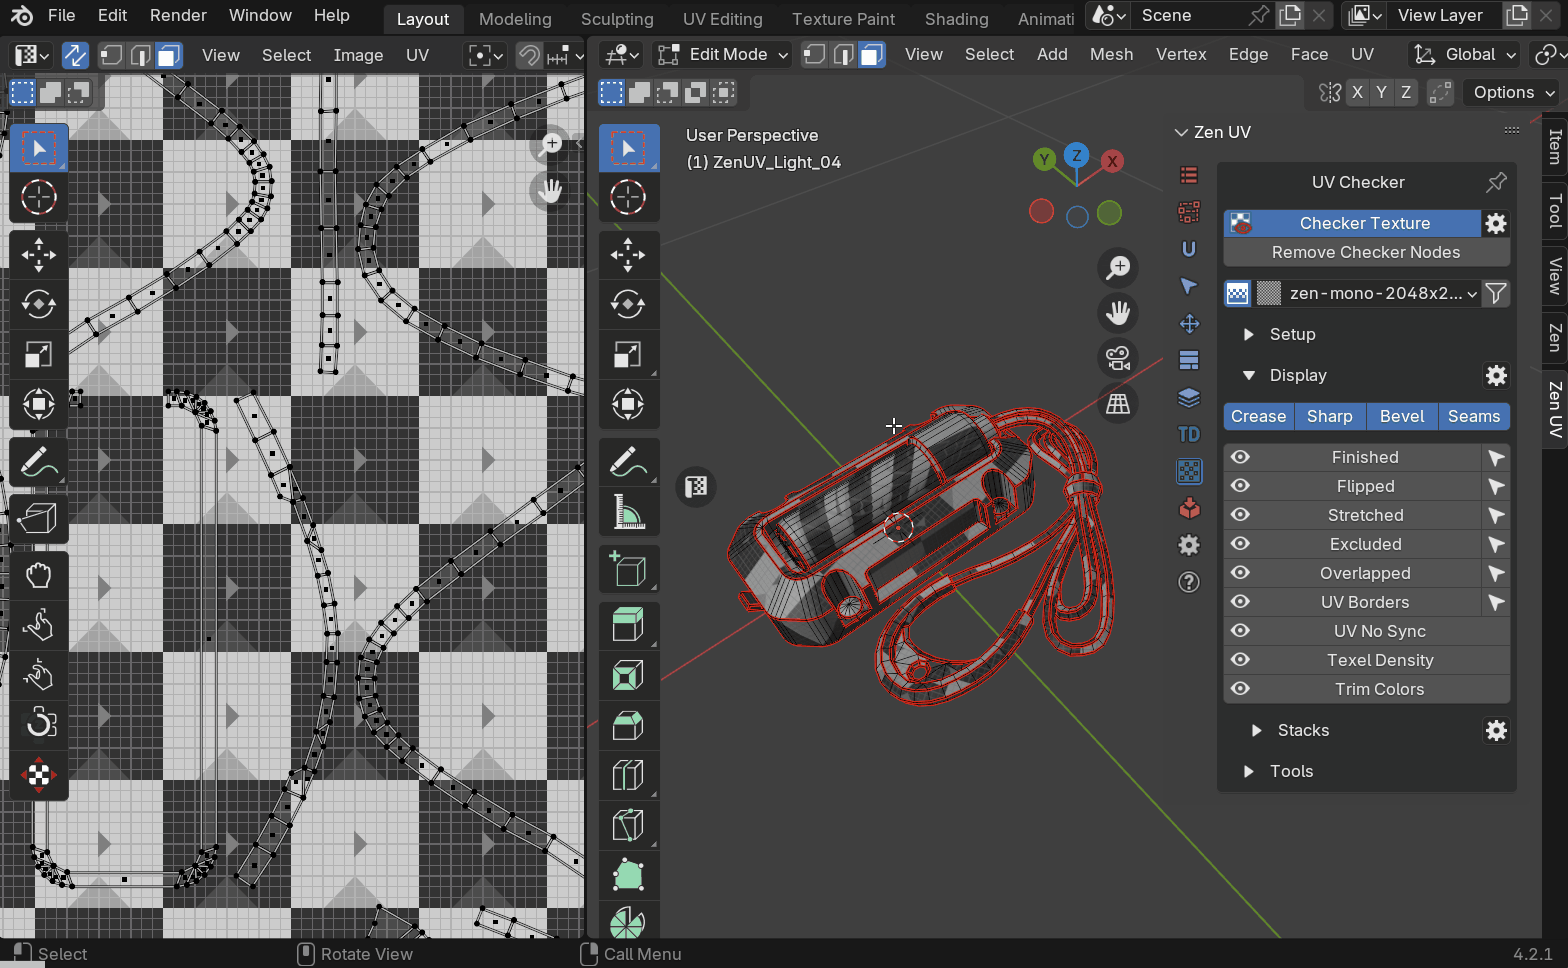 File Edit Render Window Help Layout Modeling Sculpting UV Editing Texture Paint Shading Animati Scene View Layer
View Select Image UV Edit Mode View Select Add Mesh Vertex Edge Face UV Global
X Y Z Options
User Perspective
(1) ZenUV_Light_04
Y Z X
Zen UV
UV Checker
Checker Texture
Remove Checker Nodes
zen-mono-2048x2...
Setup
Display
Crease Sharp Bevel Seams
Finished
Flipped
Stretched
Excluded
Overlapped
UV Borders
UV No Sync
Texel Density
Trim Colors
Stacks
Tools
TD
Item
Tool
View
Zen
Zen UV
Select Rotate View Call Menu 4.2.1